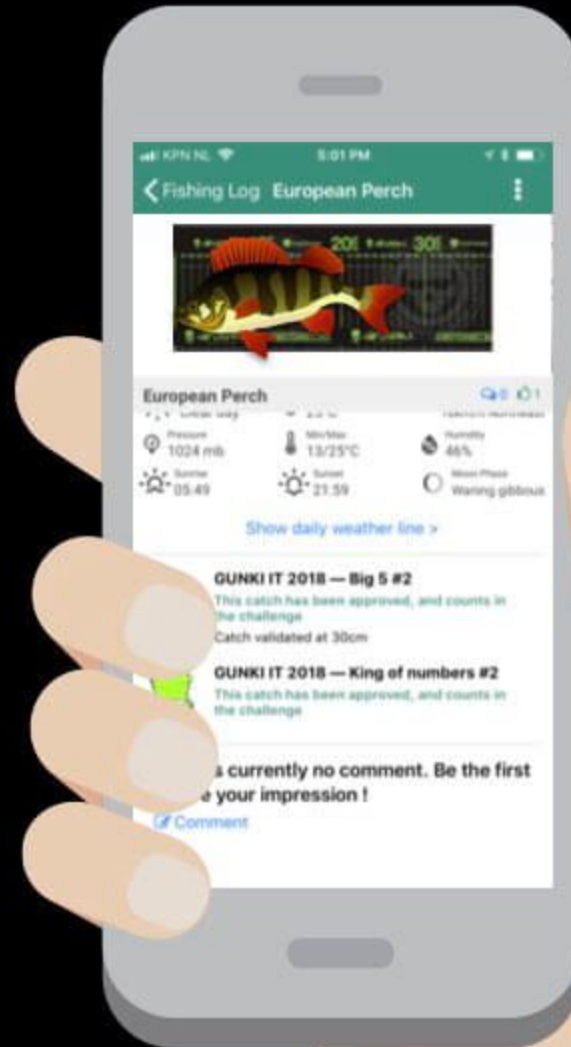 KPN NL 5:01 PM
Fishing Log European Perch
20 30
European Perch 0 1
Clear day
Pressure Min/Max Humidity
1024 mb 13/25°C 46%
Sunrise Sunset Moon Phase
05:49 21:59 Waning gibbous
Show daily weather line >
GUNKI IT 2018 — Big 5 #2
This catch has been approved, and counts in
the challenge
Catch validated at 30cm
GUNKI IT 2018 — King of numbers #2
This catch has been approved, and counts in
the challenge
s currently no comment. Be the first
e your impression !
Comment